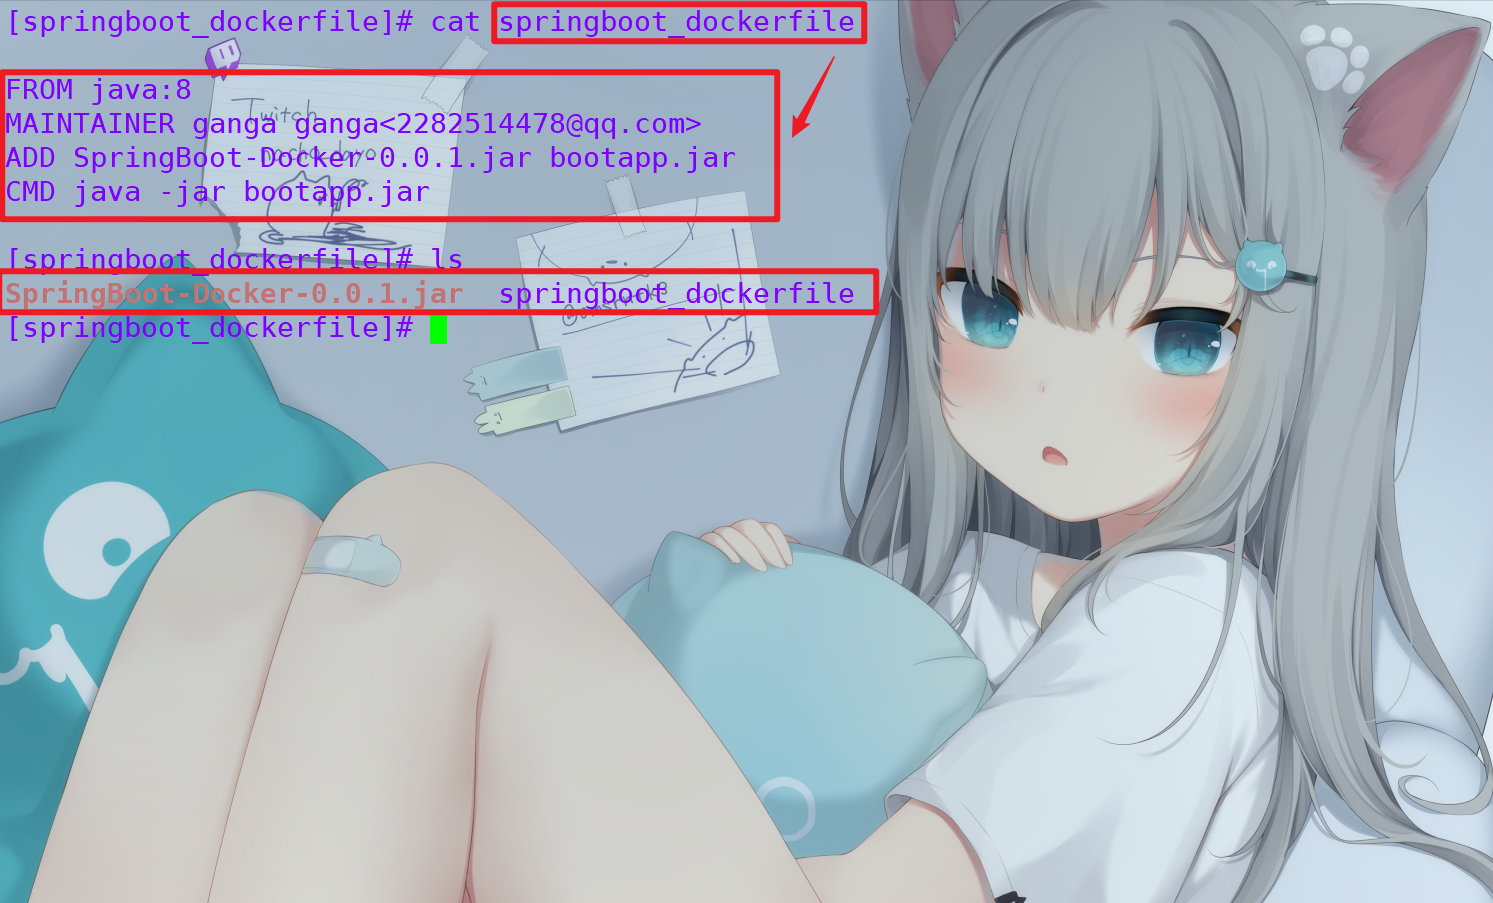 [springboot_dockerfile]# cat springboot_dockerfile
FROM java:8
MAINTAINER ganga ganga<2282514478@qq.com>
ADD SpringBoot-Docker-0.0.1.jar bootapp.jar
CMD java -jar bootapp.jar
[springboot_dockerfile]# ls
SpringBoot-Docker-0.0.1.jar springboot_dockerfile
[springboot_dockerfile]#
Twitch